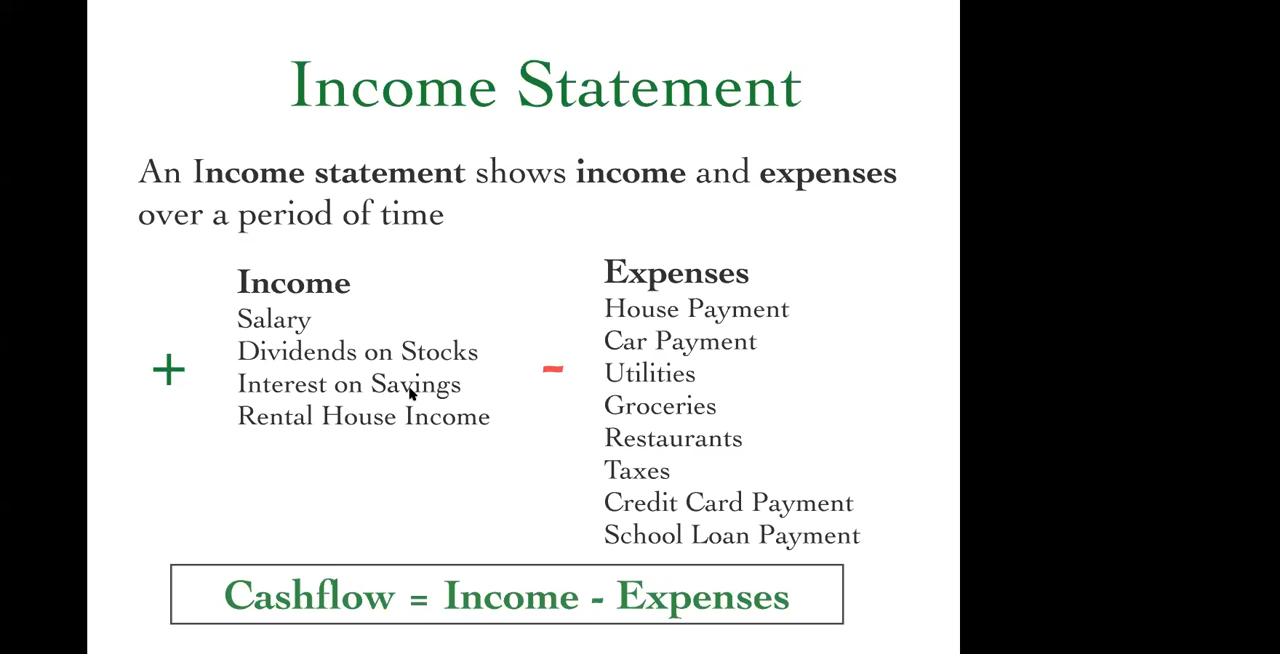 Income Statement
An Income statement shows income and expenses
over a period of time
+
Income
Salary
Dividends on Stocks
Interest on Savings
Rental House Income
-
Expenses
House Payment
Car Payment
Utilities
Groceries
Restaurants
Taxes
Credit Card Payment
School Loan Payment
Cashflow = Income - Expenses